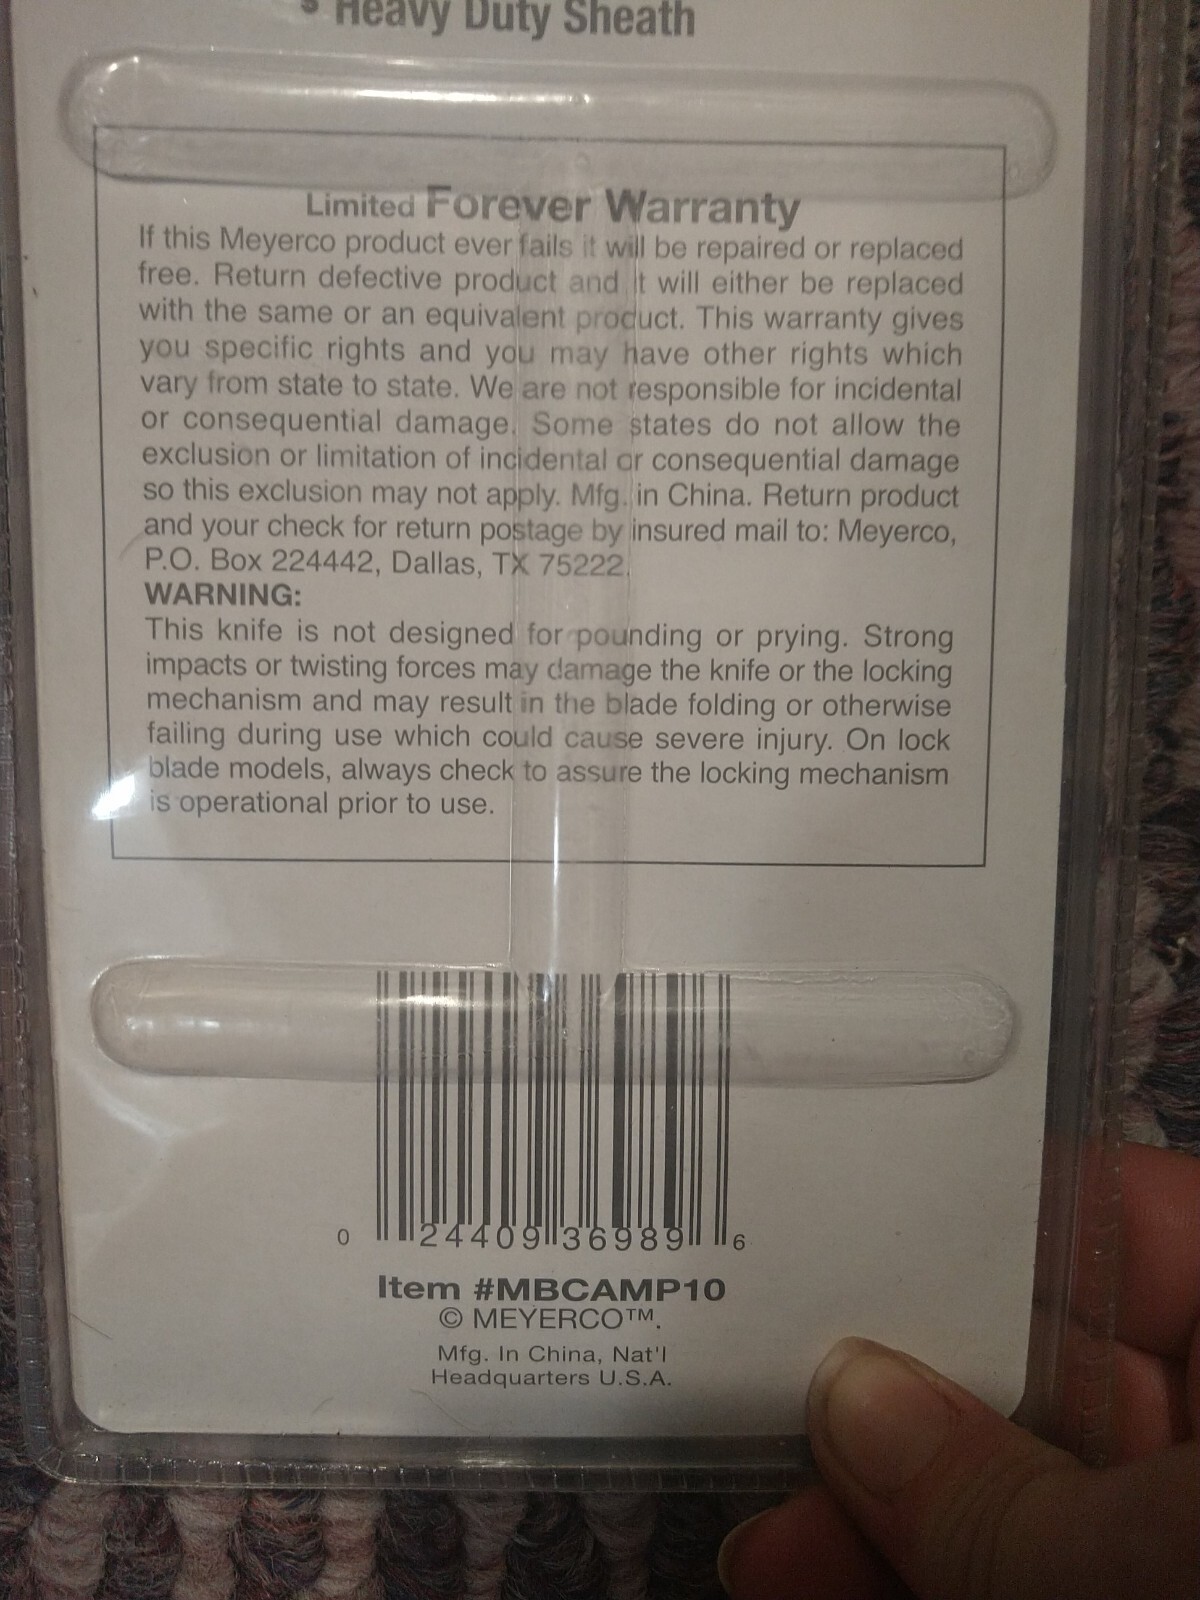 Heavy Duty Sheath
Limited Forever Warranty
If this Meyerco product ever fails it will be repaired or replaced
free. Return defective product and it will either be replaced
with the same or an equivalent product. This warranty gives
you specific rights and you may have other rights which
vary from state to state. We are not responsible for incidental
or consequential damage. Some states do not allow the
exclusion or limitation of incidental or consequential damage
so this exclusion may not apply. Mfg. in China. Return product
and your check for return postage by insured mail to: Meyerco,
P.O. Box 224442, Dallas, TX 75222.
WARNING:
This knife is not designed for pounding or prying. Strong
impacts or twisting forces may damage the knife or the locking
mechanism and may result in the blade folding or otherwise
failing during use which could cause severe injury. On lock
blade models, always check to assure the locking mechanism
is operational prior to use.
0 24409 36989 6
Item #MBCAMP10
© MEYERCO™.
Mfg. In China, Nat'l
Headquarters U.S.A.